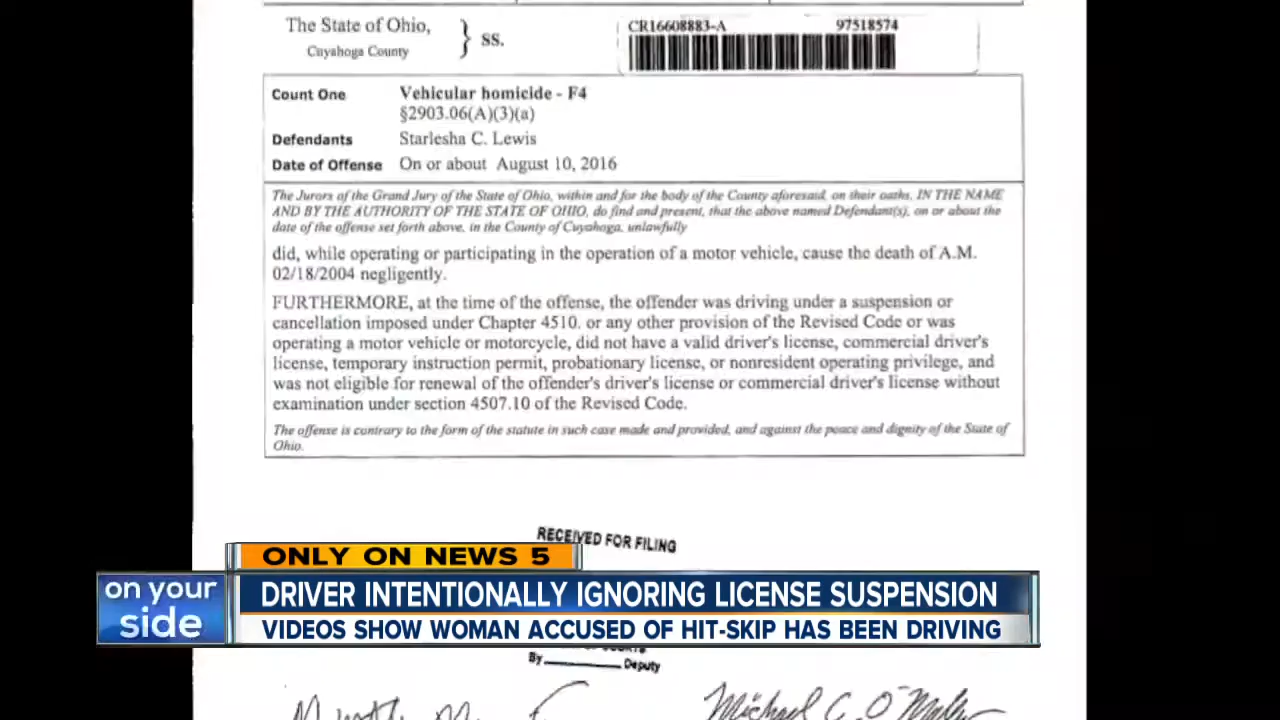 The State of Ohio,
Cuyahoga County
} SS.
CR16608883-A 97518574
Count One Vehicular homicide - F4
§2903.06(A)(3)(a)
Defendants Starlesha C. Lewis
Date of Offense On or about August 10, 2016
The Jurors of the Grand Jury of the State of Ohio, within and for the body of the County aforesaid, on their oaths, IN THE NAME
AND BY THE AUTHORITY OF THE STATE OF OHIO, do find and present, that the above named Defendant(s), on or about the
date of the offense set forth above, in the County of Cuyahoga, unlawfully
did, while operating or participating in the operation of a motor vehicle, cause the death of A.M.
02/18/2004 negligently.
FURTHERMORE, at the time of the offense, the offender was driving under a suspension or
cancellation imposed under Chapter 4510. or any other provision of the Revised Code or was
operating a motor vehicle or motorcycle, did not have a valid driver's license, commercial driver's
license, temporary instruction permit, probationary license, or nonresident operating privilege, and
was not eligible for renewal of the offender's driver's license or commercial driver's license without
examination under section 4507.10 of the Revised Code.
The offense is contrary to the form of the statute in such case made and provided, and against the peace and dignity of the State of
Ohio.
RECEIVED FOR FILING
ONLY ON NEWS 5
on your
side
DRIVER INTENTIONALLY IGNORING LICENSE SUSPENSION
VIDEOS SHOW WOMAN ACCUSED OF HIT-SKIP HAS BEEN DRIVING
By Deputy
Michael C. O'Malley